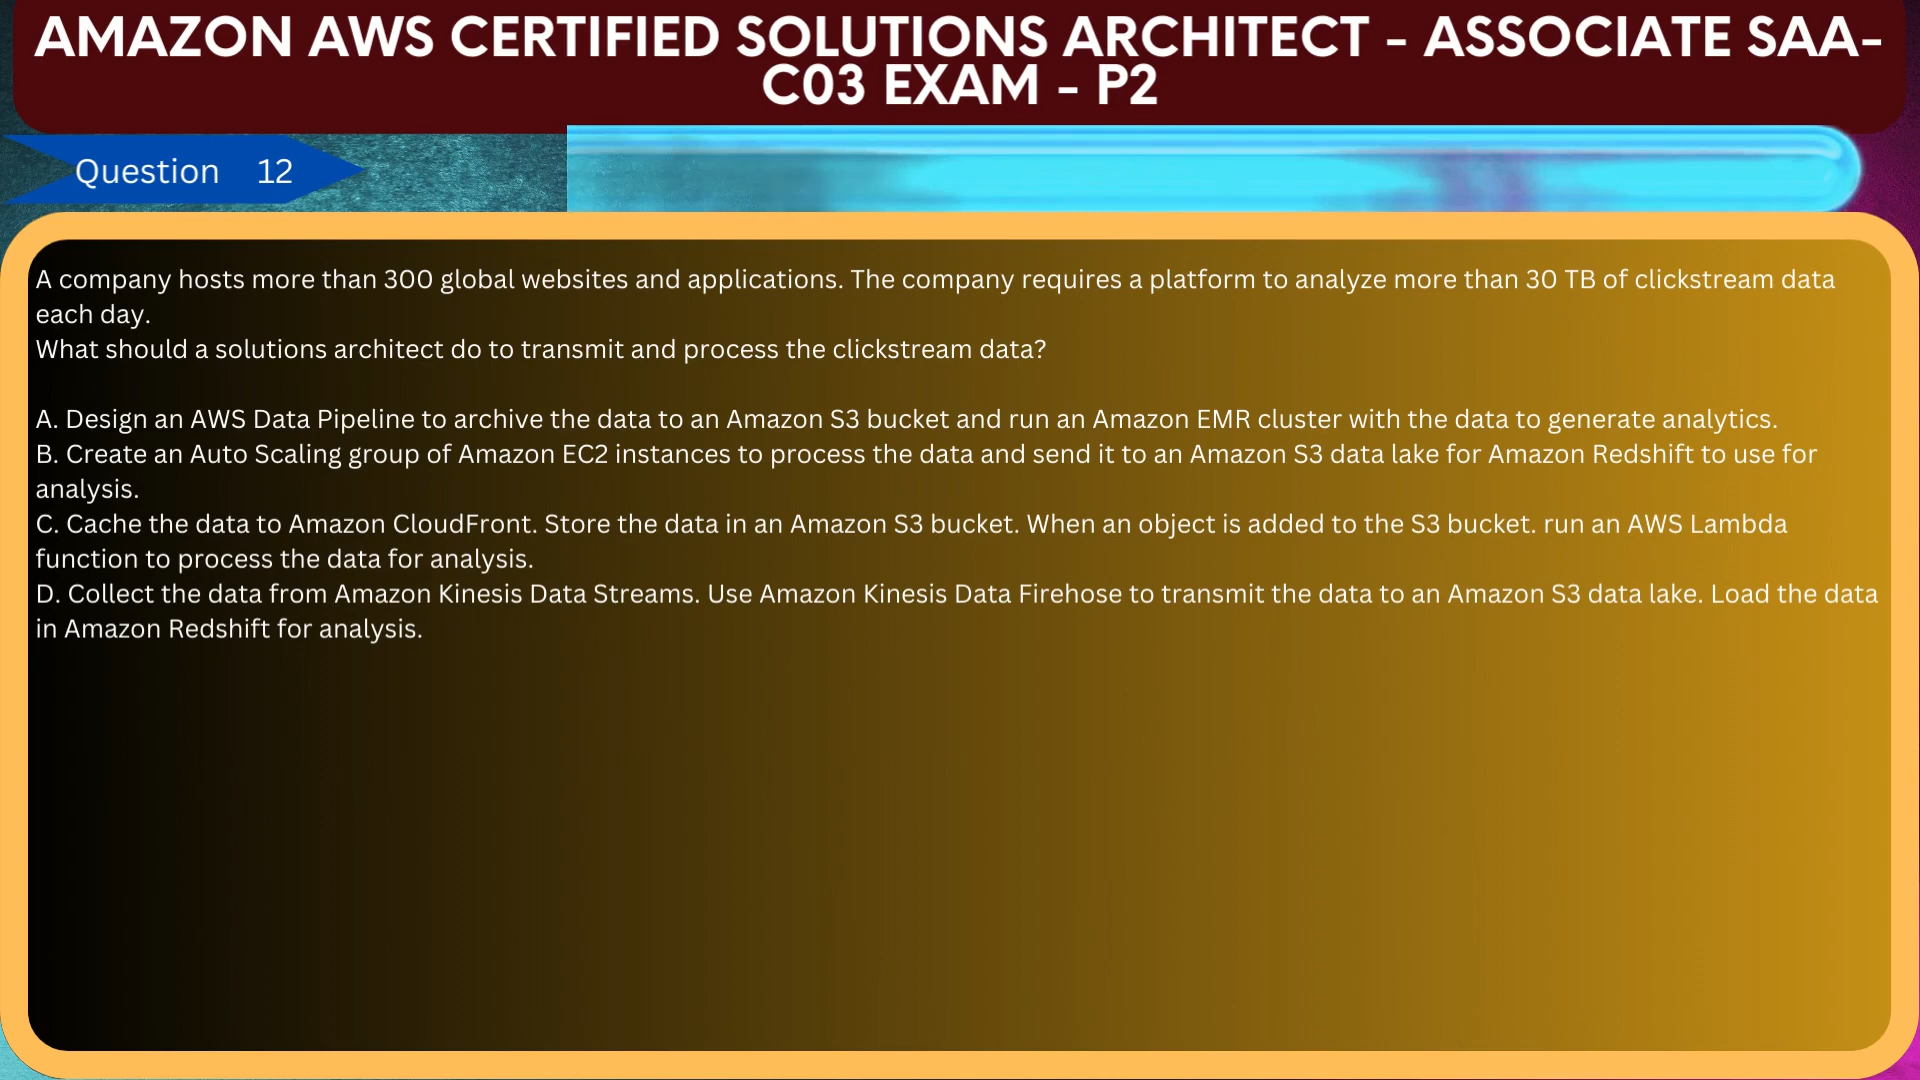 AMAZON AWS CERTIFIED SOLUTIONS ARCHITECT - ASSOCIATE SAA-
C03 EXAM - P2
Question 12
A company hosts more than 300 global websites and applications. The company requires a platform to analyze more than 30 TB of clickstream data
each day.
What should a solutions architect do to transmit and process the clickstream data?
A. Design an AWS Data Pipeline to archive the data to an Amazon S3 bucket and run an Amazon EMR cluster with the data to generate analytics.
B. Create an Auto Scaling group of Amazon EC2 instances to process the data and send it to an Amazon S3 data lake for Amazon Redshift to use for
analysis.
C. Cache the data to Amazon CloudFront. Store the data in an Amazon S3 bucket. When an object is added to the S3 bucket. run an AWS Lambda
function to process the data for analysis.
D. Collect the data from Amazon Kinesis Data Streams. Use Amazon Kinesis Data Firehose to transmit the data to an Amazon S3 data lake. Load the data
in Amazon Redshift for analysis.